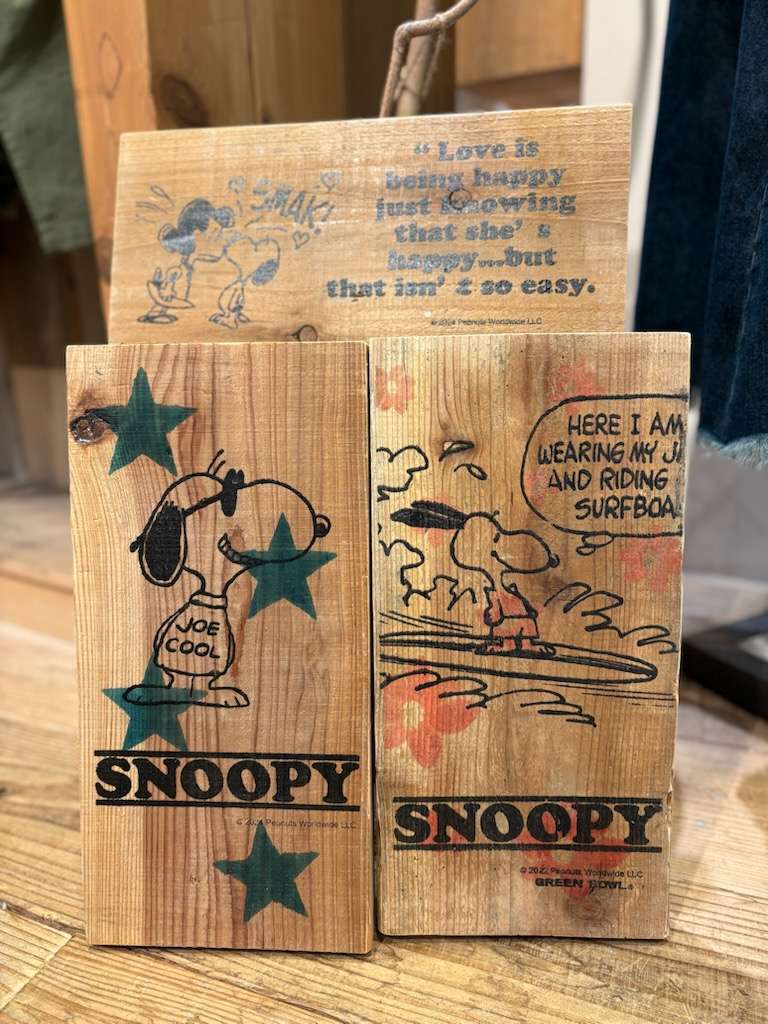 SMAK!
“Love is
being happy
just knowing
that she's
happy...but
that isn't so easy.
© 2024 Peanuts Worldwide LLC
JOE
COOL
SNOOPY
© 2024 Peanuts Worldwide LLC
HERE I AM
WEARING MY JA
AND RIDING
SURFBOA
SNOOPY
© 2022 Peanuts Worldwide LLC
GREEN BOWL®